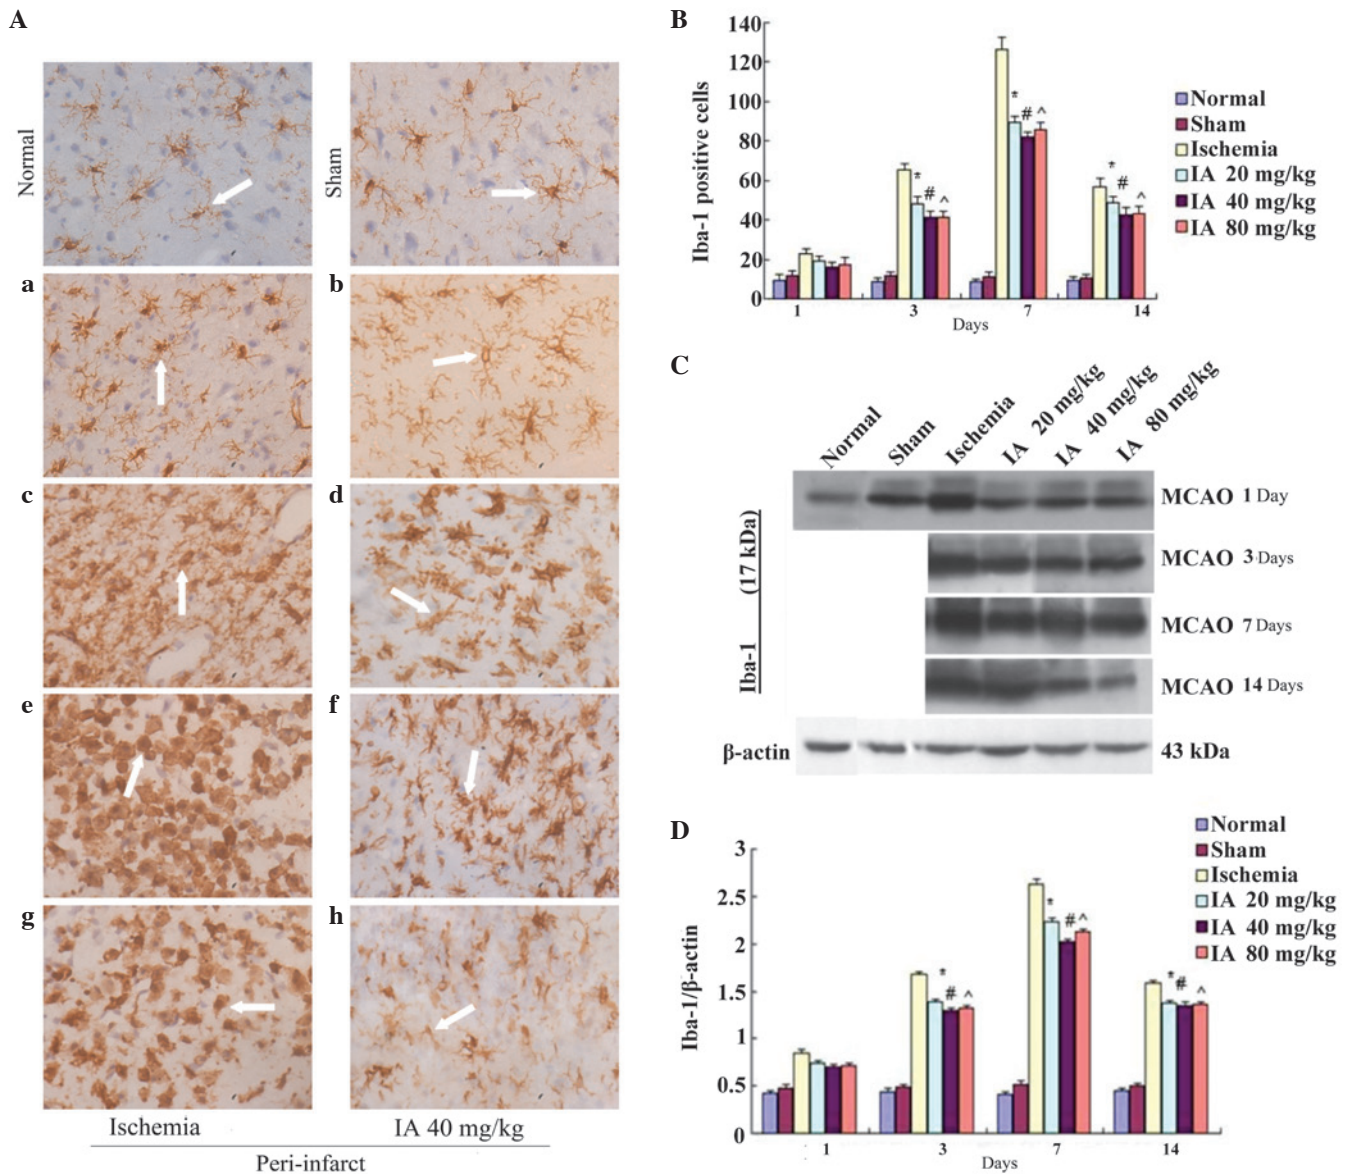 A
Normal
Sham
a
b
c
d
e
f
g
h
Ischemia
IA 40 mg/kg
Peri-infarct
B
Iba-1 positive cells
140
120
100
80
60
40
20
0
* # ^
* # ^
* # ^
1
3
7
14
Days
Normal
Sham
Ischemia
IA 20 mg/kg
IA 40 mg/kg
IA 80 mg/kg
C
Normal
Sham
Ischemia
IA 20 mg/kg
IA 40 mg/kg
IA 80 mg/kg
Iba-1 (17 kDa)
MCAO 1 Day
MCAO 3 Days
MCAO 7 Days
MCAO 14 Days
β-actin
43 kDa
D
Iba-1/β-actin
3
2.5
2
1.5
1
0.5
0
* # ^
* # ^
* # ^
1
3
7
14
Days
Normal
Sham
Ischemia
IA 20 mg/kg
IA 40 mg/kg
IA 80 mg/kg